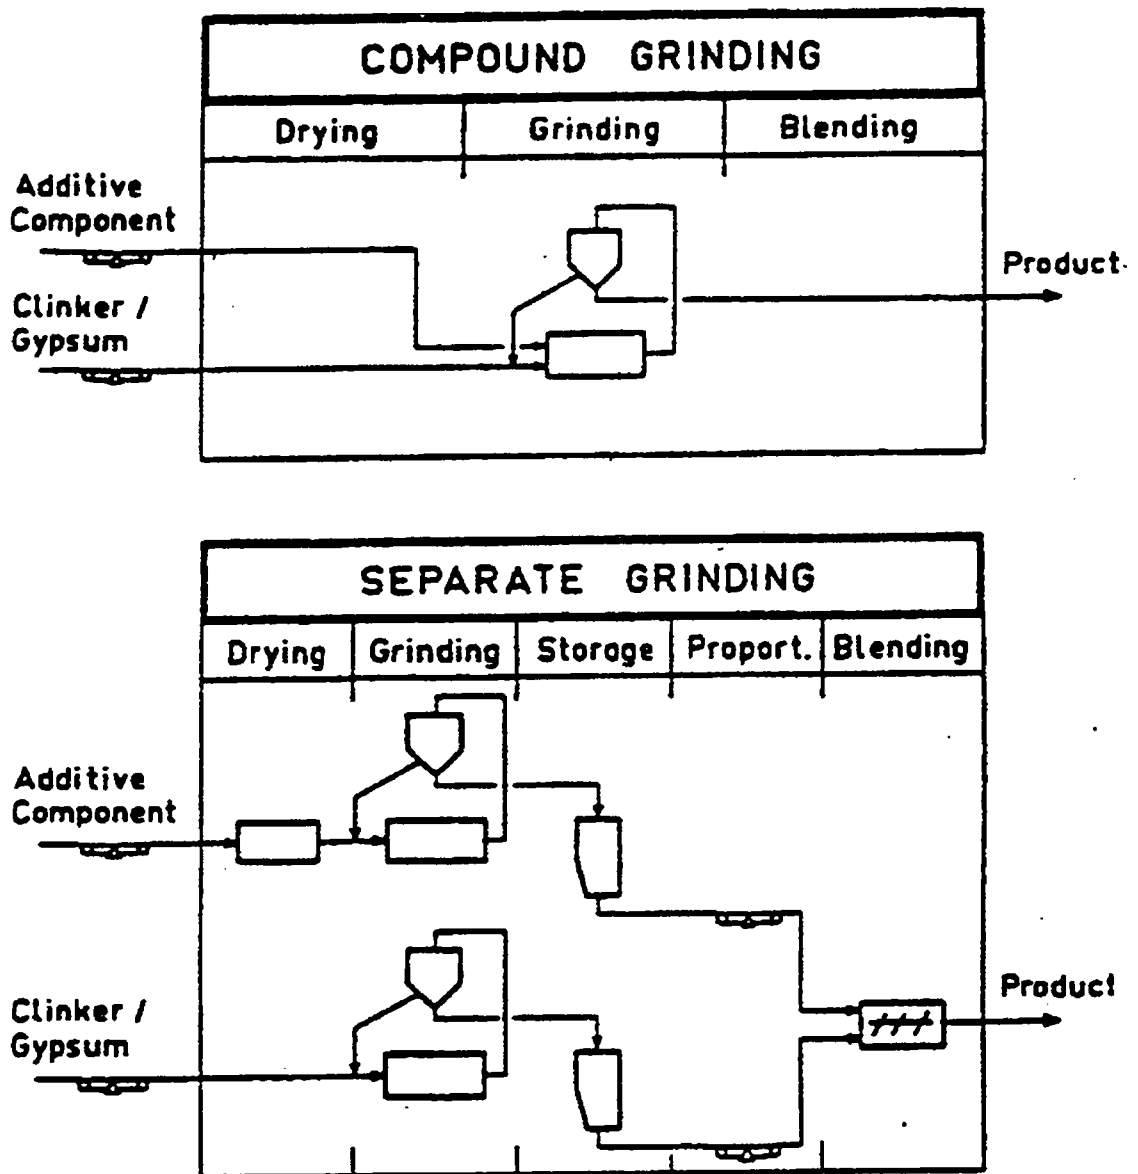 COMPOUND GRINDING
Drying Grinding Blending
Additive
Component
Clinker /
Gypsum
Product
SEPARATE GRINDING
Drying Grinding Storage Proport. Blending
Additive
Component
Clinker /
Gypsum
Product